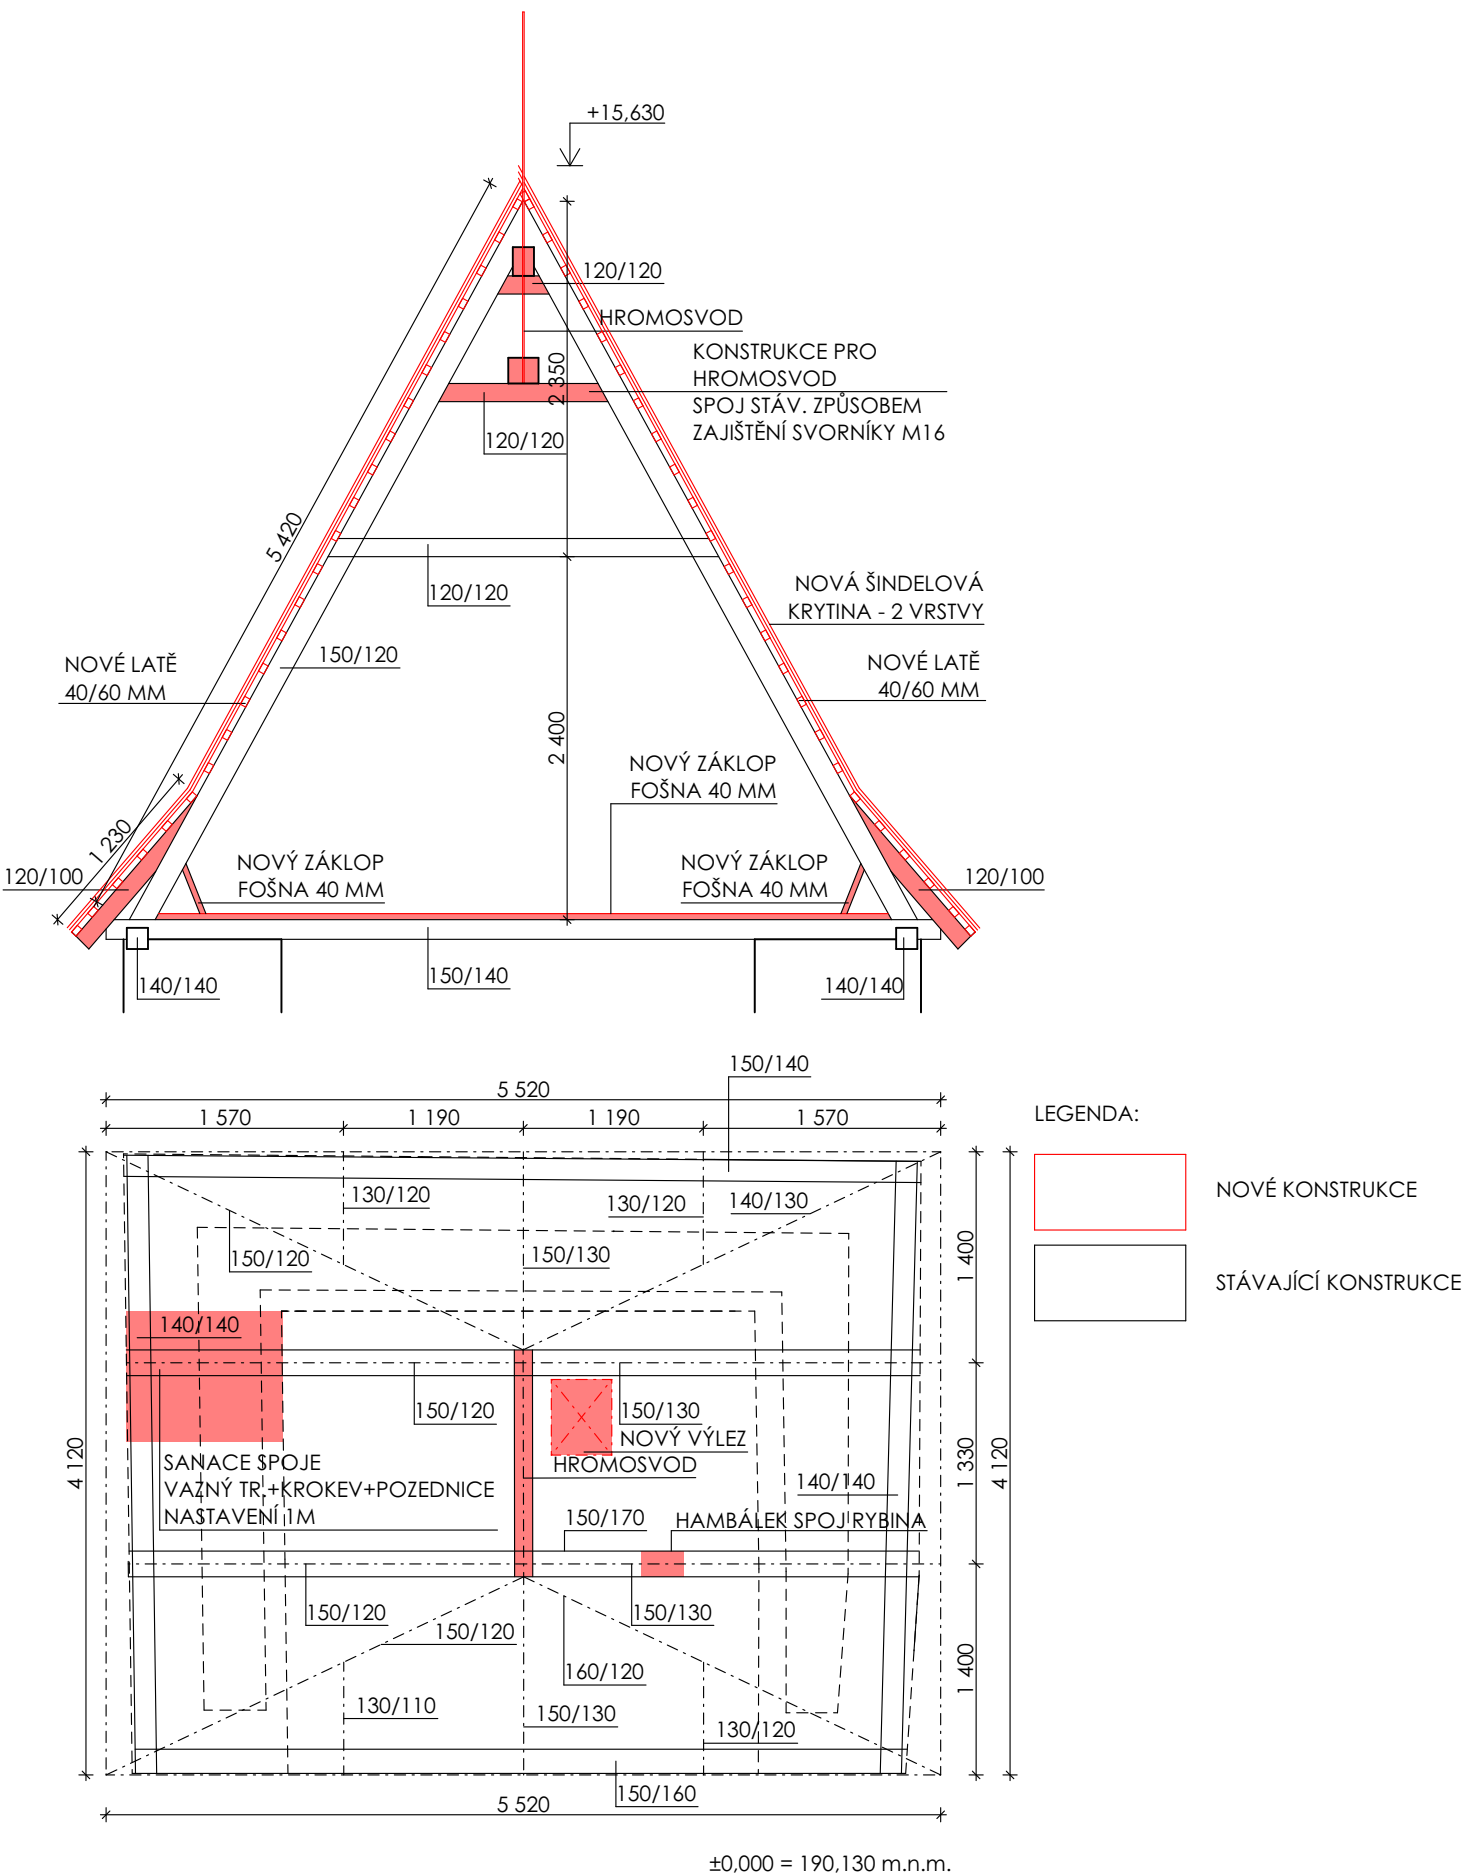 +15,630
120/120
HROMOSVOD
2 350
KONSTRUKCE PRO
HROMOSVOD
SPOJ STÁV. ZPŮSOBEM
ZAJIŠTĚNÍ SVORNÍKY M16
120/120
5 420
120/120
NOVÁ ŠINDELOVÁ
KRYTINA - 2 VRSTVY
150/120
NOVÉ LATĚ
40/60 MM
NOVÉ LATĚ
40/60 MM
2 400
NOVÝ ZÁKLOP
FOŠNA 40 MM
1 230
NOVÝ ZÁKLOP
FOŠNA 40 MM
NOVÝ ZÁKLOP
FOŠNA 40 MM
120/100
120/100
140/140
150/140
140/140
150/140
5 520
1 570
1 190
1 190
1 570
LEGENDA:
NOVÉ KONSTRUKCE
STÁVAJÍCÍ KONSTRUKCE
130/120
130/120
140/130
150/120
150/130
1 400
140/140
150/120
150/130
NOVÝ VÝLEZ
HROMOSVOD
4 120
1 330
4 120
SANACE SPOJE
VAZNÝ TR.+KROKEV+POZEDNICE
NASTAVENÍ 1M
140/140
150/170
HAMBÁLEK SPOJ RYBINA
150/120
150/130
150/120
160/120
1 400
130/110
150/130
130/120
150/160
5 520
±0,000 = 190,130 m.n.m.